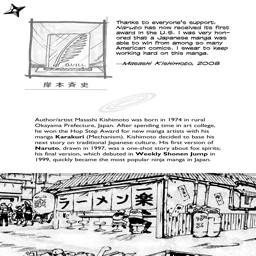 QUILL
岸本斉史
Thanks to everyone's support,
Naruto has now received its first
award in the U.S. I was very hon-
ored that a Japanese manga was
able to win from among so many
American comics. I swear to keep
working hard on this manga.
—Masashi Kishimoto, 2008
Author/artist Masashi Kishimoto was born in 1974 in rural
Okayama Prefecture, Japan. After spending time in art college,
he won the Hop Step Award for new manga artists with his
manga Karakuri (Mechanism). Kishimoto decided to base his
next story on traditional Japanese culture. His first version of
Naruto, drawn in 1997, was a one-shot story about fox spirits;
his final version, which debuted in Weekly Shonen Jump in
1999, quickly became the most popular ninja manga in Japan.
ラーメン一楽